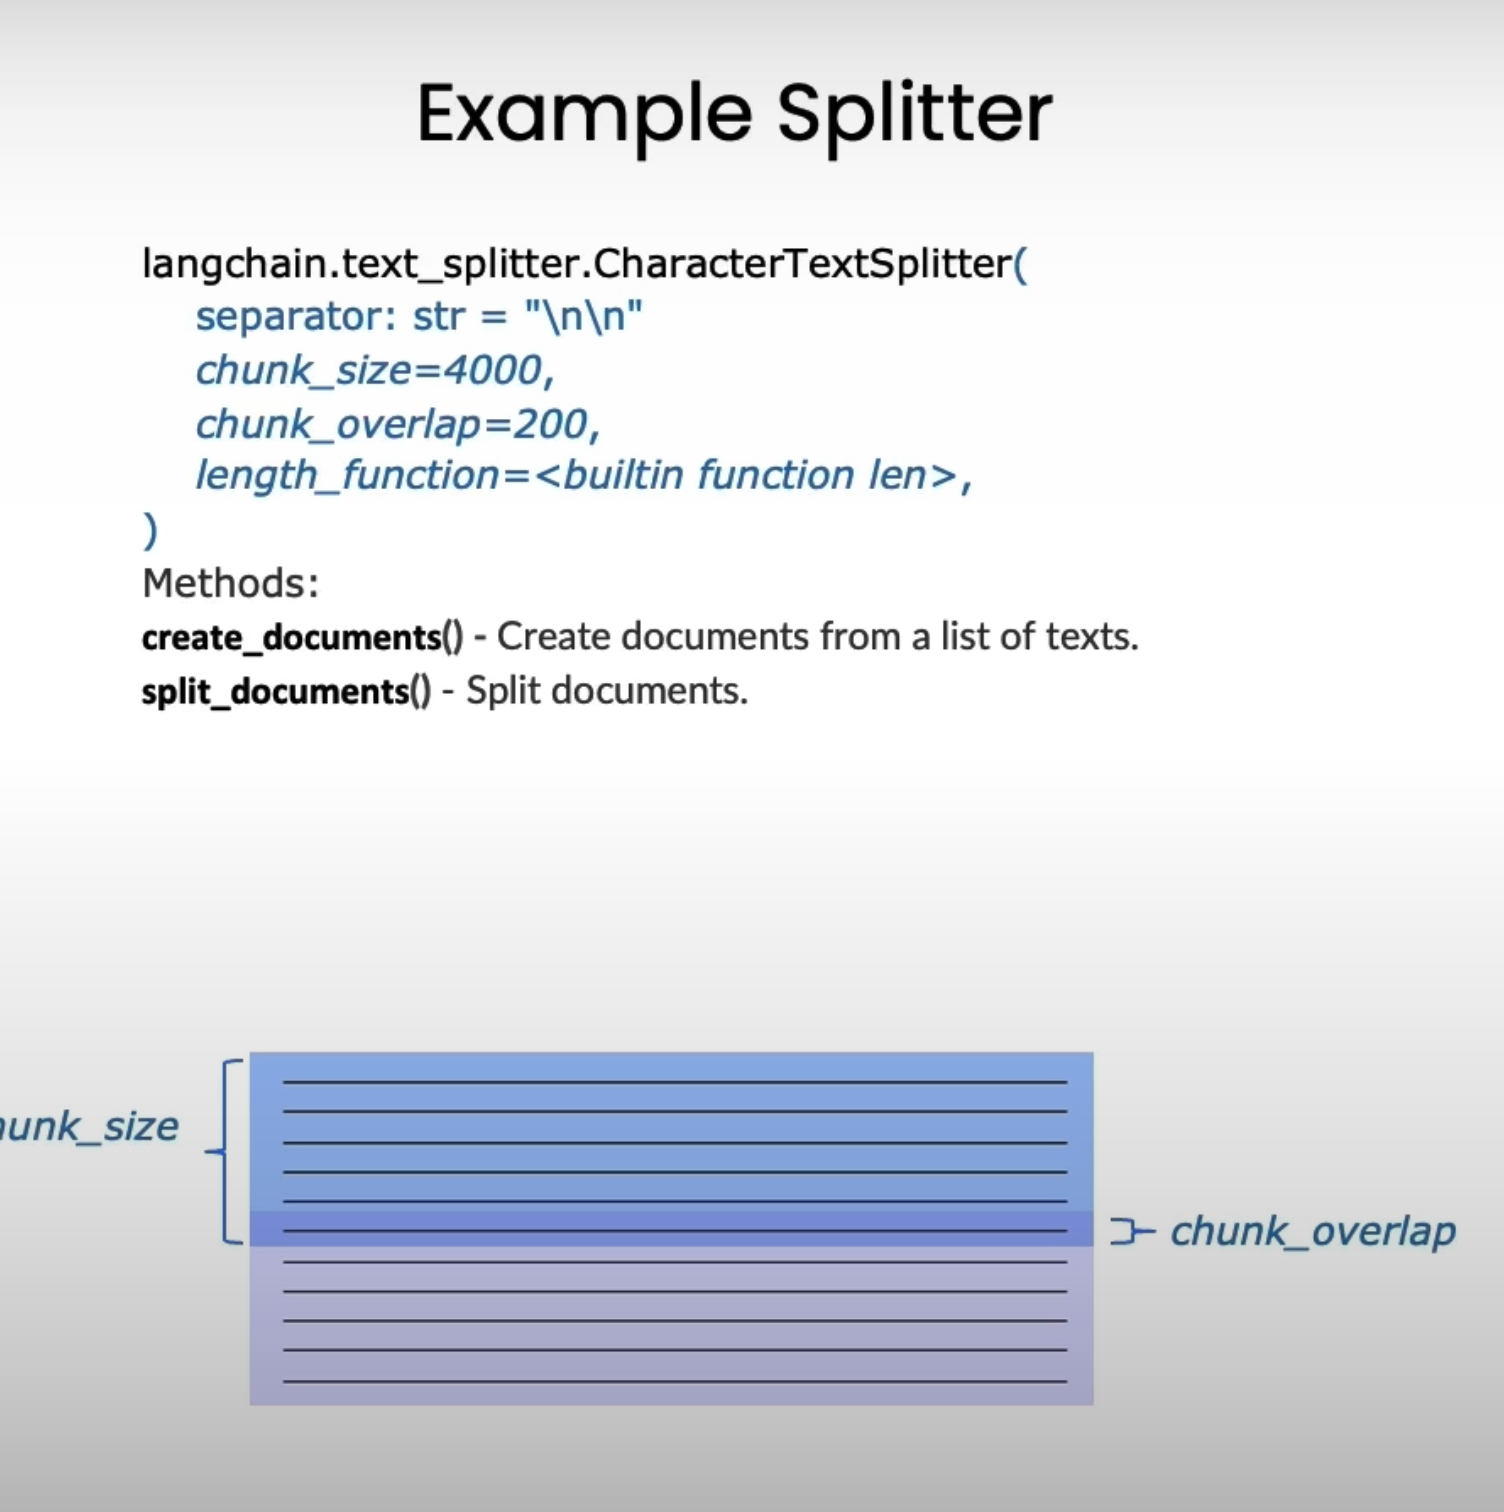 Example Splitter
langchain.text_splitter.CharacterTextSplitter(
separator: str = "\n\n"
chunk_size=4000,
chunk_overlap=200,
length_function=<builtin function len>,
)
Methods:
create_documents() - Create documents from a list of texts.
split_documents() - Split documents.
hunk_size
chunk_overlap